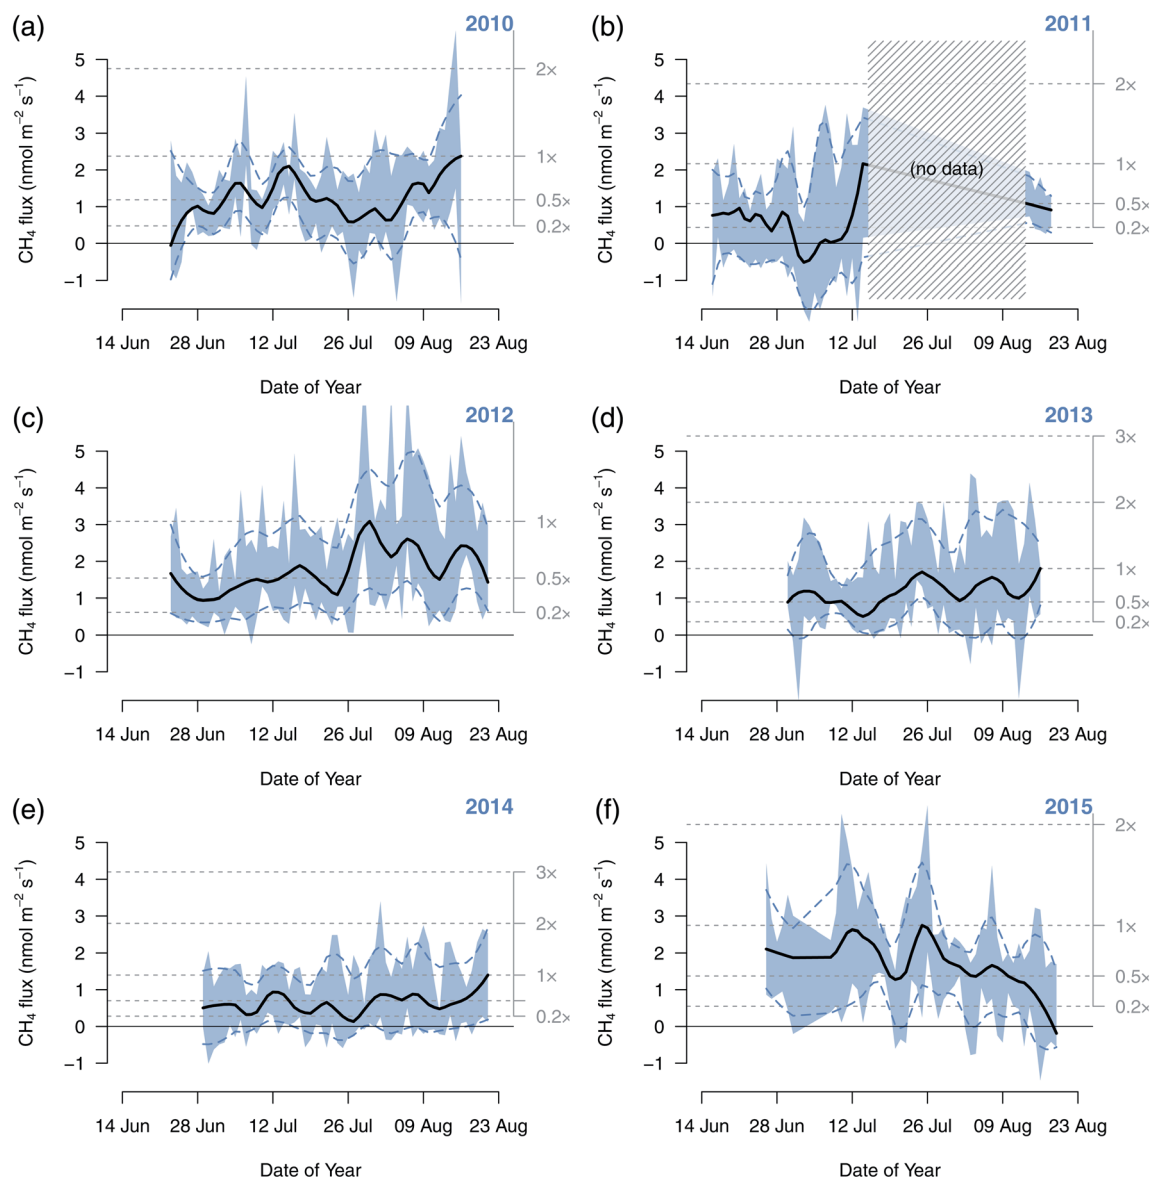 (a) 2010
CH4 flux (nmol m−2 s−1)
5
4
3
2
1
0
−1
2×
1×
0.5×
0.2×
14 Jun 28 Jun 12 Jul 26 Jul 09 Aug 23 Aug
Date of Year
(b) 2011
CH4 flux (nmol m−2 s−1)
5
4
3
2
1
0
−1
(no data)
2×
1×
0.5×
0.2×
14 Jun 28 Jun 12 Jul 26 Jul 09 Aug 23 Aug
Date of Year
(c) 2012
CH4 flux (nmol m−2 s−1)
5
4
3
2
1
0
−1
1×
0.5×
0.2×
14 Jun 28 Jun 12 Jul 26 Jul 09 Aug 23 Aug
Date of Year
(d) 2013
CH4 flux (nmol m−2 s−1)
5
4
3
2
1
0
−1
3×
2×
1×
0.5×
0.2×
14 Jun 28 Jun 12 Jul 26 Jul 09 Aug 23 Aug
Date of Year
(e) 2014
CH4 flux (nmol m−2 s−1)
5
4
3
2
1
0
−1
3×
2×
1×
0.2×
14 Jun 28 Jun 12 Jul 26 Jul 09 Aug 23 Aug
Date of Year
(f) 2015
CH4 flux (nmol m−2 s−1)
5
4
3
2
1
0
−1
2×
1×
0.5×
0.2×
14 Jun 28 Jun 12 Jul 26 Jul 09 Aug 23 Aug
Date of Year